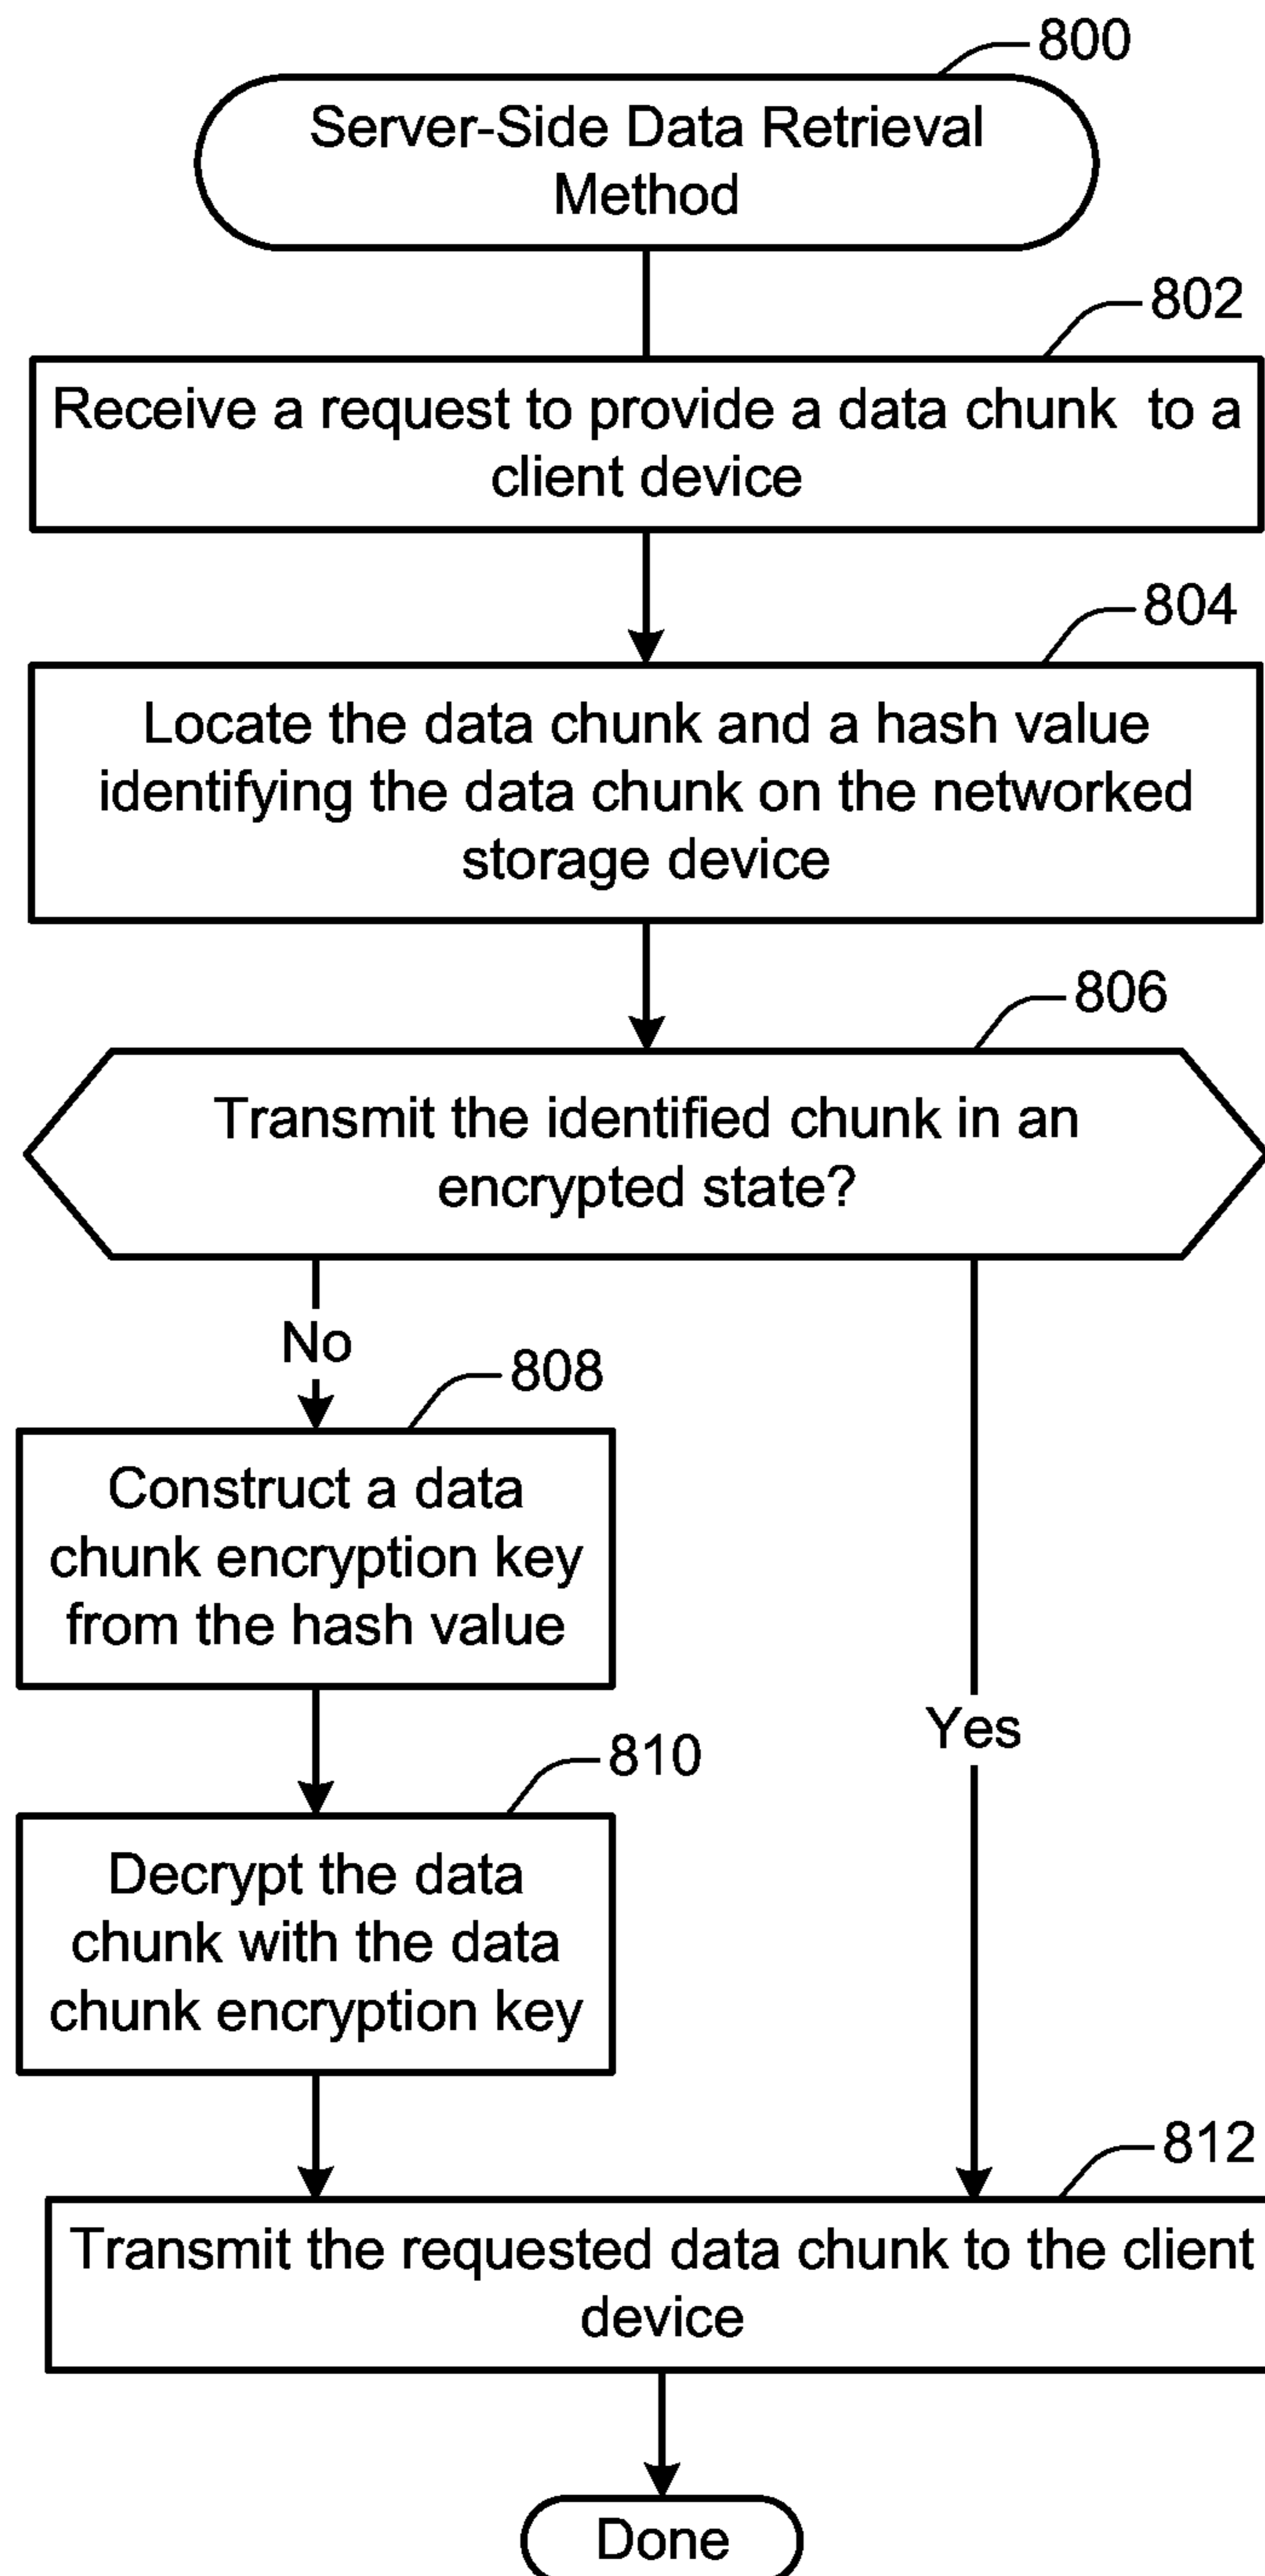 800
Server-Side Data Retrieval
Method
802
Receive a request to provide a data chunk to a
client device
804
Locate the data chunk and a hash value
identifying the data chunk on the networked
storage device
806
Transmit the identified chunk in an
encrypted state?
No
808
Construct a data
chunk encryption key
from the hash value
Yes
810
Decrypt the data
chunk with the data
chunk encryption key
812
Transmit the requested data chunk to the client
device
Done